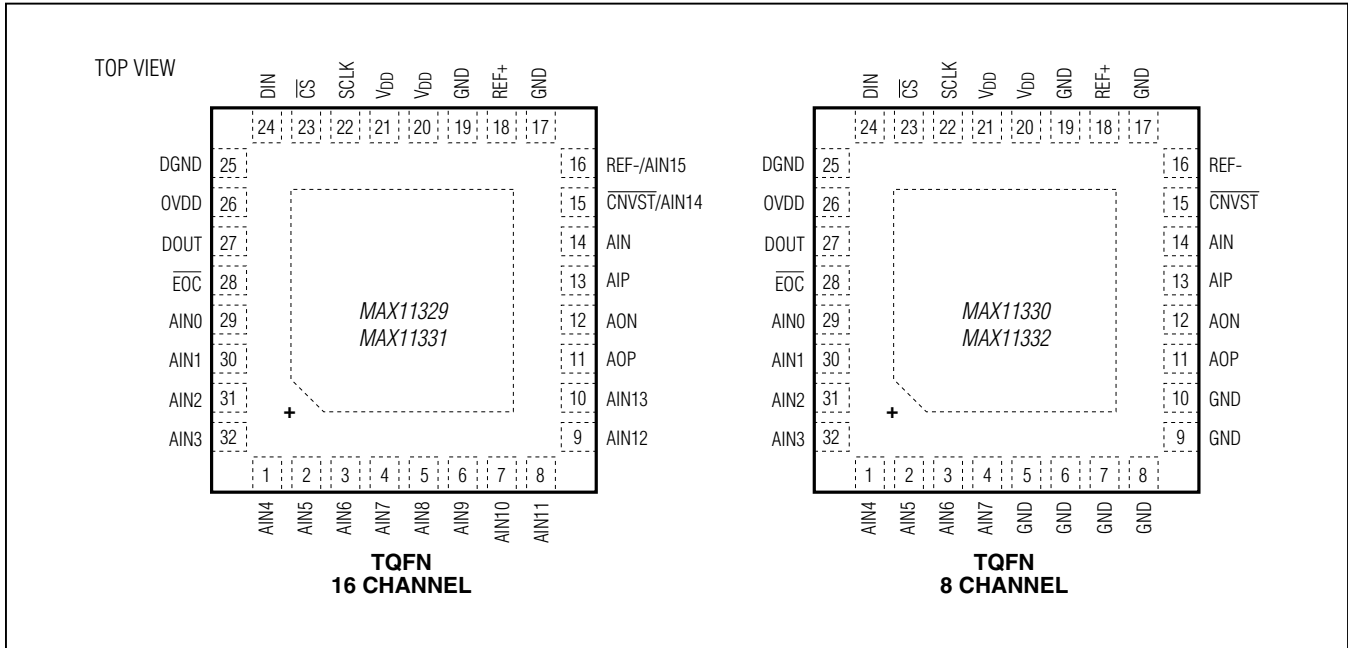 TOP VIEW
DIN
CS
SCLK
VDD
VDD
GND
REF+
GND
24 23 22 21 20 19 18 17
DGND 25
OVDD 26
DOUT 27
EOC 28
AIN0 29
AIN1 30
AIN2 31
AIN3 32
16 REF-/AIN15
15 CNVST/AIN14
14 AIN
13 AIP
12 AON
11 AOP
10 AIN13
9 AIN12
MAX11329
MAX11331
+
1 2 3 4 5 6 7 8
AIN4
AIN5
AIN6
AIN7
AIN8
AIN9
AIN10
AIN11
TQFN
16 CHANNEL
DIN
CS
SCLK
VDD
VDD
GND
REF+
GND
24 23 22 21 20 19 18 17
DGND 25
OVDD 26
DOUT 27
EOC 28
AIN0 29
AIN1 30
AIN2 31
AIN3 32
16 REF-
15 CNVST
14 AIN
13 AIP
12 AON
11 AOP
10 GND
9 GND
MAX11330
MAX11332
+
1 2 3 4 5 6 7 8
AIN4
AIN5
AIN6
AIN7
GND
GND
GND
GND
TQFN
8 CHANNEL